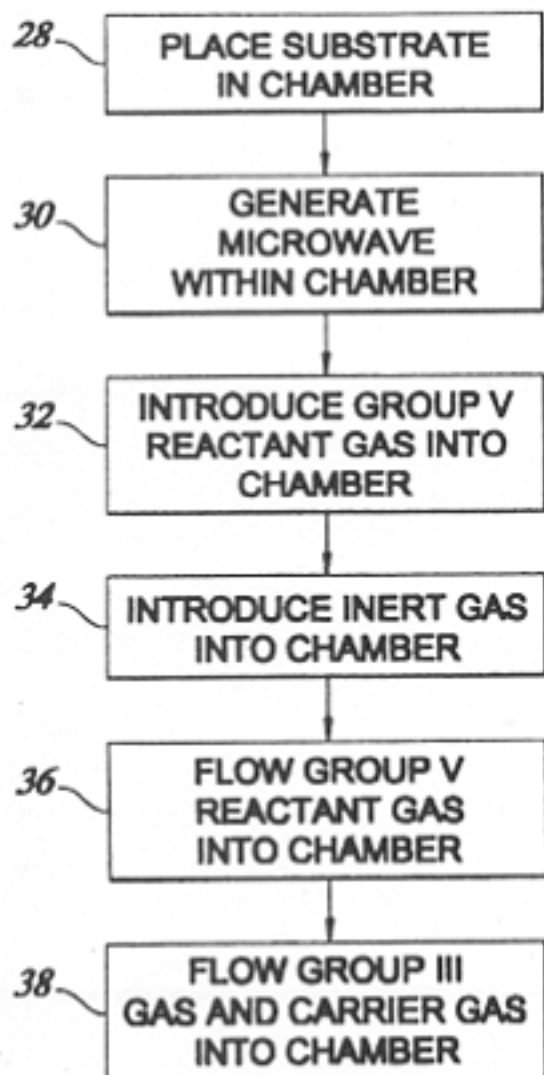 28
PLACE SUBSTRATE
IN CHAMBER
30
GENERATE
MICROWAVE
WITHIN CHAMBER
32
INTRODUCE GROUP V
REACTANT GAS INTO
CHAMBER
34
INTRODUCE INERT GAS
INTO CHAMBER
36
FLOW GROUP V
REACTANT GAS
INTO CHAMBER
38
FLOW GROUP III
GAS AND CARRIER GAS
INTO CHAMBER